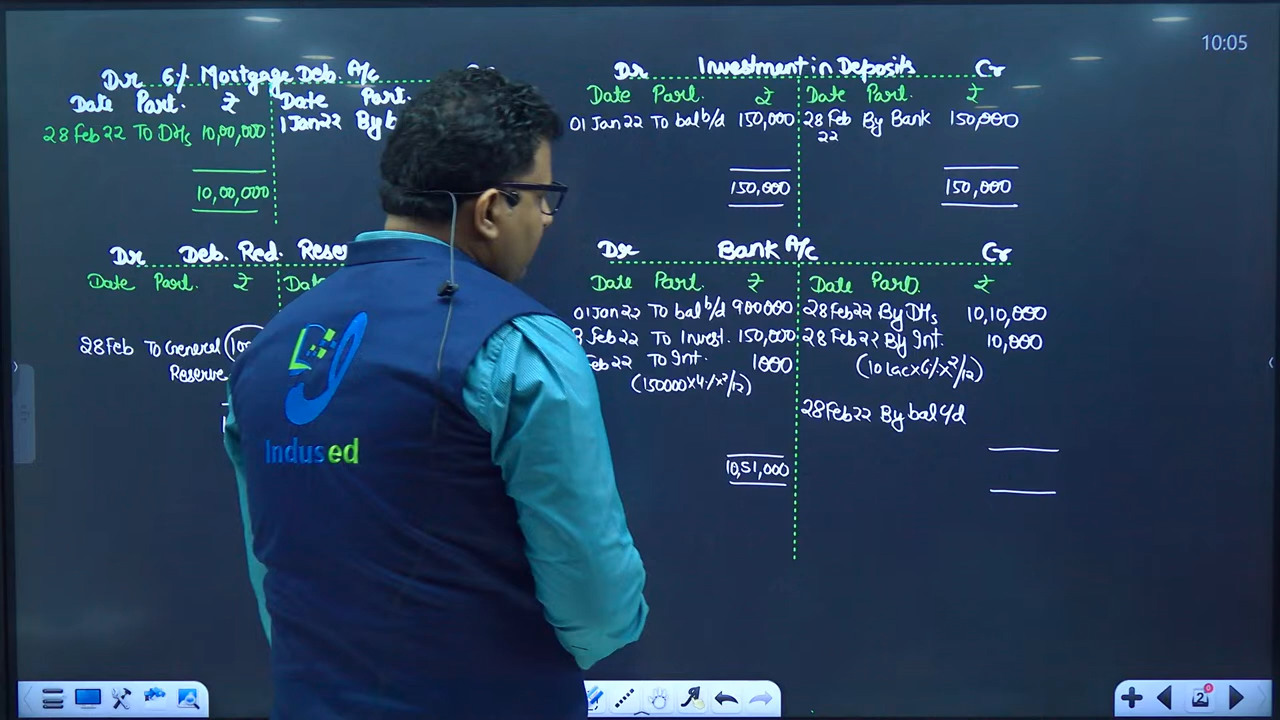 10:05
Dr 6% Mortgage Deb. A/c
Date Part. ₹ Date Part.
28 Feb 22 To DHs 10,00,000 1 Jan 22 By b
10,00,000
Dr Investment in Deposits Cr
Date Part. ₹ Date Part. ₹
01 Jan 22 To bal b/d 150,000 28 Feb By Bank 150,000
22
150,000 150,000
Dr Deb. Red. Rese
Date Part. ₹ Dat
28 Feb To General
Reserve
Dr Bank A/c Cr
Date Part. ₹ Date Part. ₹
01 Jan 22 To bal b/d 900000 28 Feb 22 By DHs 10,10,000
Feb 22 To Invest. 150,000 28 Feb 22 By Int. 10,000
eb 22 To Int. 1000 (10 lac x 6% x 2/12)
(150000 x 4% x 2/12)
28 Feb 22 By bal c/d
10,51,000
Indused
2